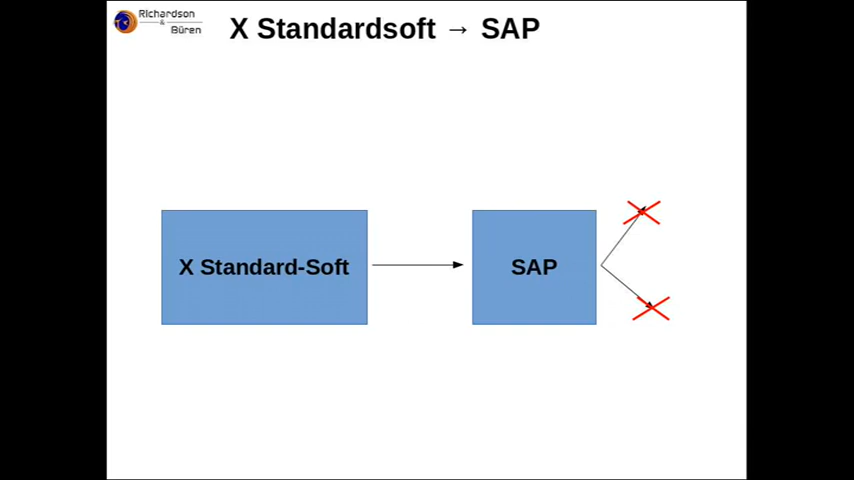 Richardson
&
Büren
X Standardsoft → SAP
X Standard-Soft
SAP